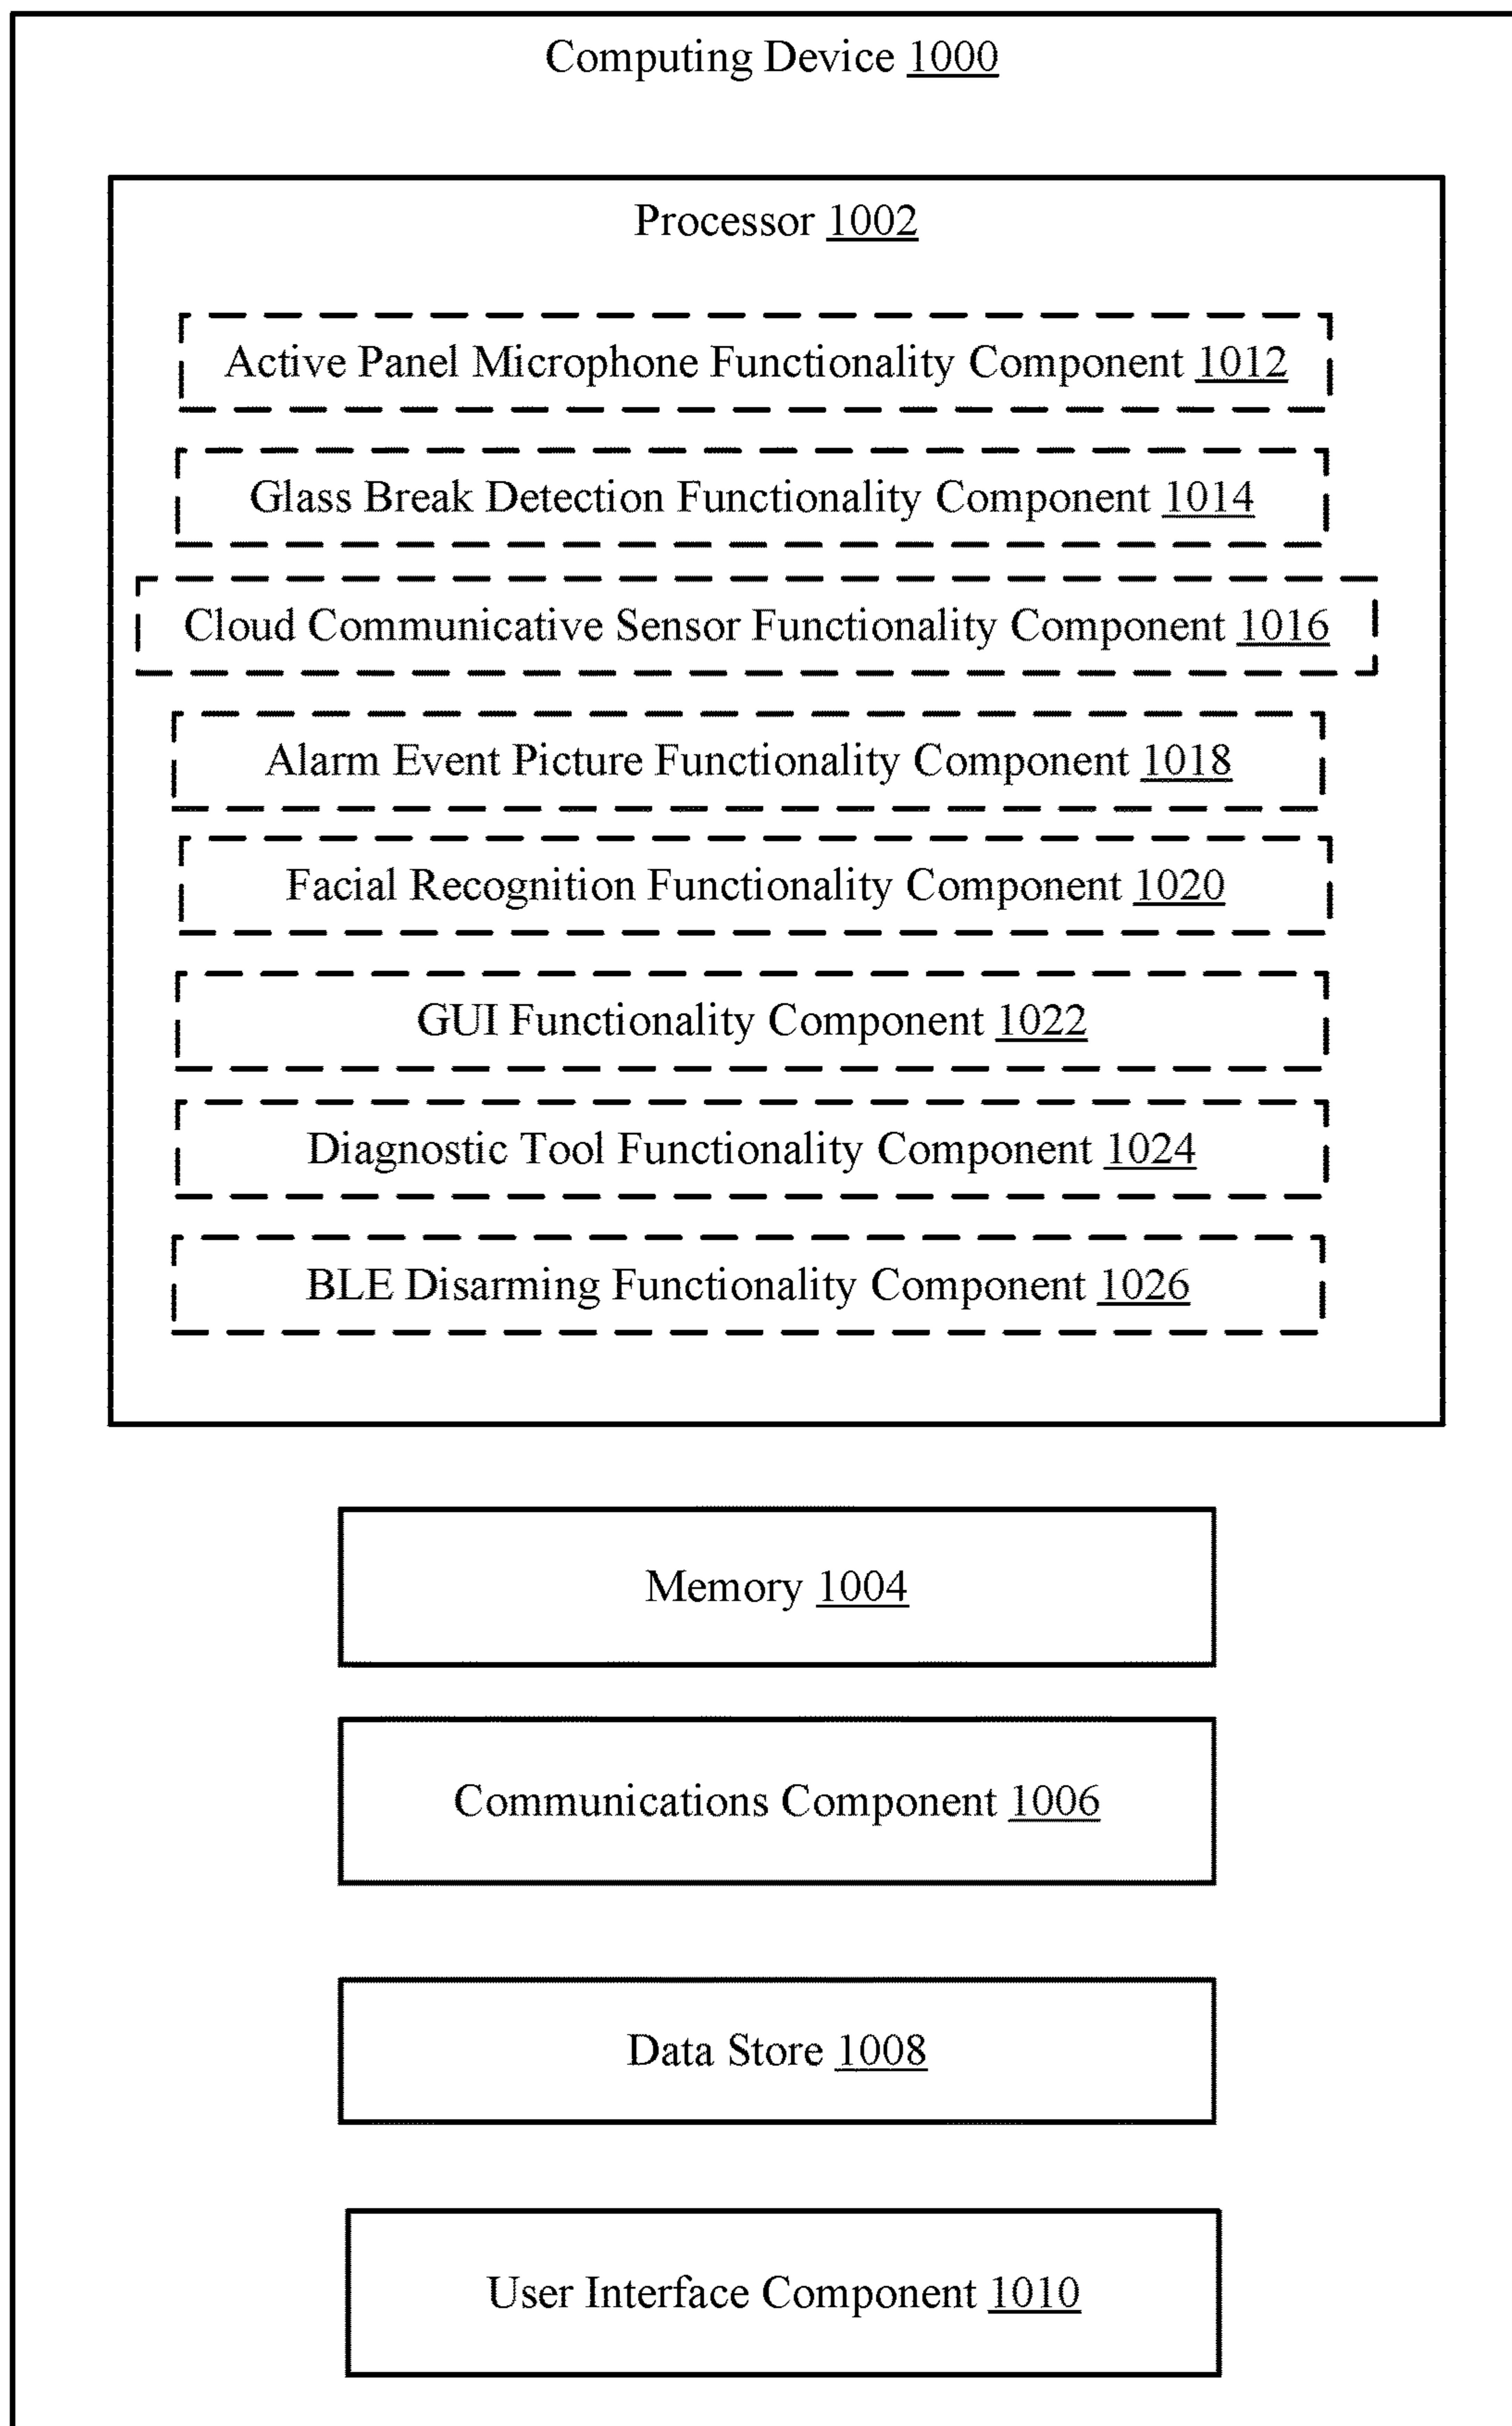 Computing Device 1000
Processor 1002
Active Panel Microphone Functionality Component 1012
Glass Break Detection Functionality Component 1014
Cloud Communicative Sensor Functionality Component 1016
Alarm Event Picture Functionality Component 1018
Facial Recognition Functionality Component 1020
GUI Functionality Component 1022
Diagnostic Tool Functionality Component 1024
BLE Disarming Functionality Component 1026
Memory 1004
Communications Component 1006
Data Store 1008
User Interface Component 1010